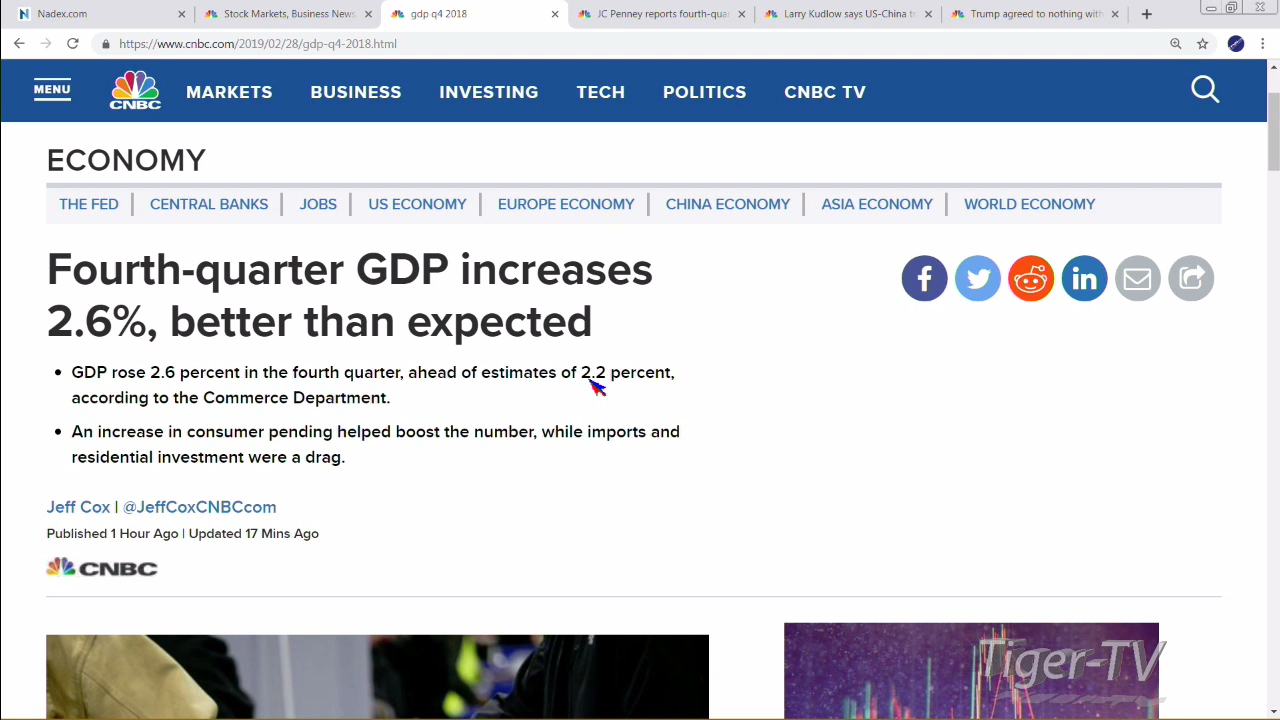 Nadex.com
Stock Markets, Business News,
gdp q4 2018
JC Penney reports fourth-qua
Larry Kudlow says US-China t
Trump agreed to nothing with
https://www.cnbc.com/2019/02/28/gdp-q4-2018.html
MENU
CNBC
MARKETS
BUSINESS
INVESTING
TECH
POLITICS
CNBC TV
ECONOMY
THE FED
CENTRAL BANKS
JOBS
US ECONOMY
EUROPE ECONOMY
CHINA ECONOMY
ASIA ECONOMY
WORLD ECONOMY
Fourth-quarter GDP increases
2.6%, better than expected
GDP rose 2.6 percent in the fourth quarter, ahead of estimates of 2.2 percent,
according to the Commerce Department.
An increase in consumer pending helped boost the number, while imports and
residential investment were a drag.
Jeff Cox | @JeffCoxCNBCcom
Published 1 Hour Ago | Updated 17 Mins Ago
CNBC
Tiger-TV